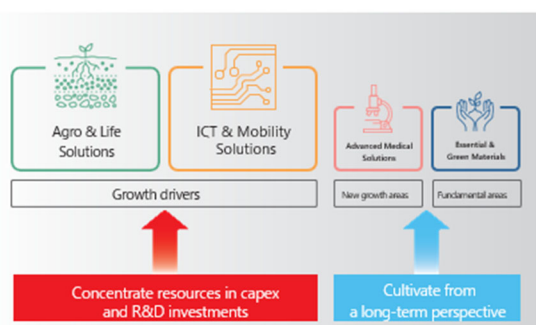 Agro & Life
Solutions
ICT & Mobility
Solutions
Advanced Medical
Solutions
Essential &
Green Materials
Growth drivers
New growth areas
Fundamental areas
Concentrate resources in capex
and R&D investments
Cultivate from
a long-term perspective